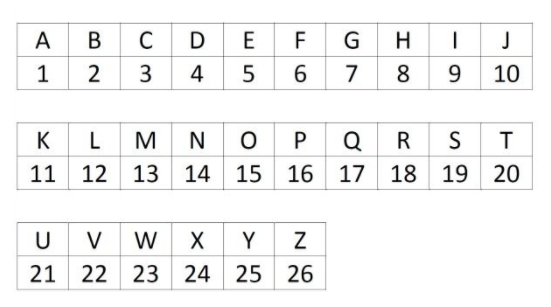 A B C D E F G H I J
1 2 3 4 5 6 7 8 9 10
K L M N O P Q R S T
11 12 13 14 15 16 17 18 19 20
U V W X Y Z
21 22 23 24 25 26